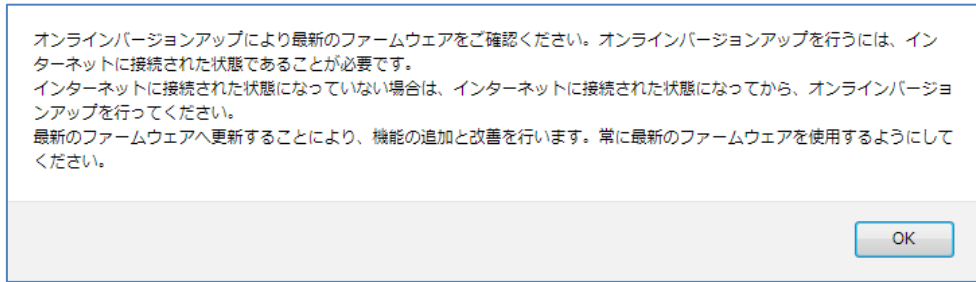 オンラインバージョンアップにより最新のファームウェアをご確認ください。オンラインバージョンアップを行うには、イン
ターネットに接続された状態であることが必要です。
インターネットに接続された状態になっていない場合は、インターネットに接続された状態になってから、オンラインバージョ
ンアップを行ってください。
最新のファームウェアへ更新することにより、機能の追加と改善を行います。常に最新のファームウェアを使用するようにして
ください。
OK